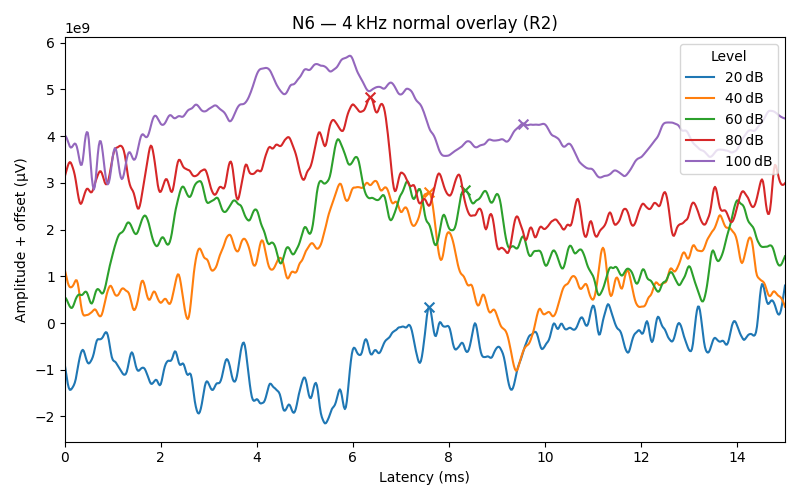 N6 — 4 kHz normal overlay (R2)
1e9
Amplitude + offset (µV)
6
5
4
3
2
1
0
−1
−2
0 2 4 6 8 10 12 14
Latency (ms)
Level
20 dB
40 dB
60 dB
80 dB
100 dB